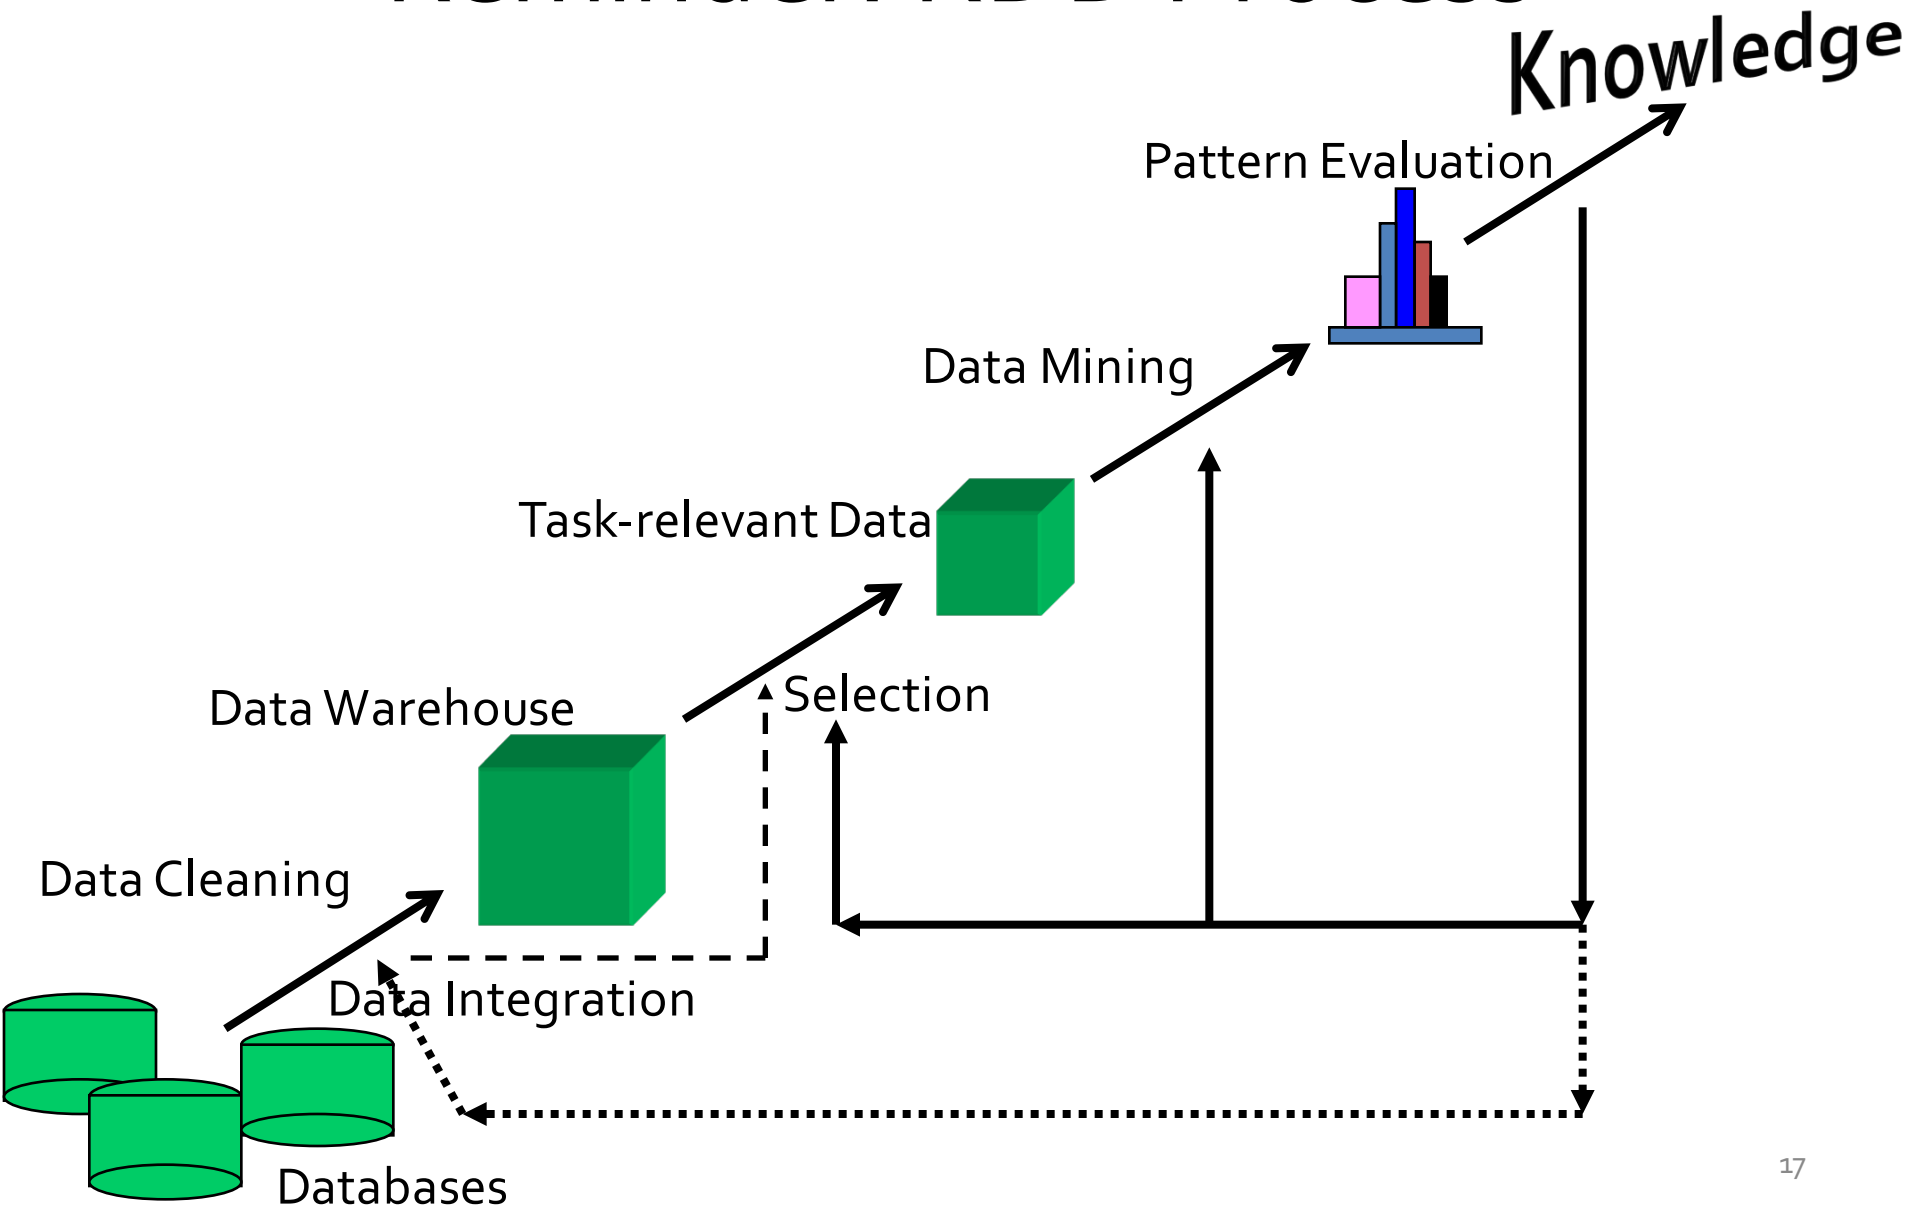 Knowledge
Pattern Evaluation
Data Mining
Task-relevant Data
Selection
Data Warehouse
Data Cleaning
Data Integration
Databases
17